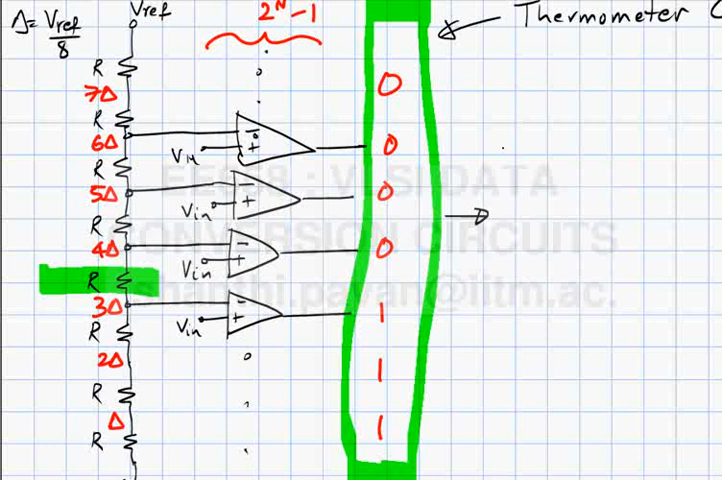 Δ = Vref/8
Vref
2^N - 1
Thermometer C
R
7Δ
0
R
6Δ
- +
Vin
0
R
5Δ
- +
Vin
0
R
4Δ
- +
Vin
0
R
3Δ
- +
Vin
1
R
2Δ
1
R
Δ
1
R
EE658 : VLSI DATA
CONVERSION CIRCUITS
shanthi.pavan@iitm.ac.